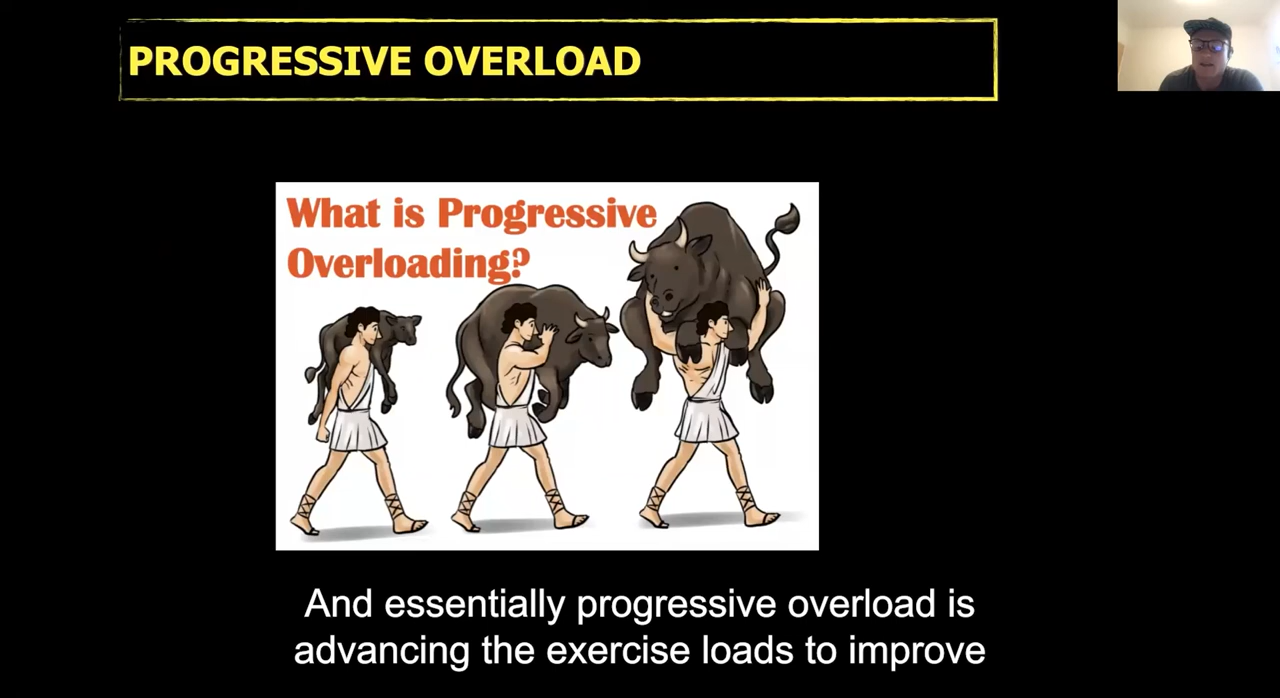 PROGRESSIVE OVERLOAD
What is Progressive
Overloading?
And essentially progressive overload is
advancing the exercise loads to improve